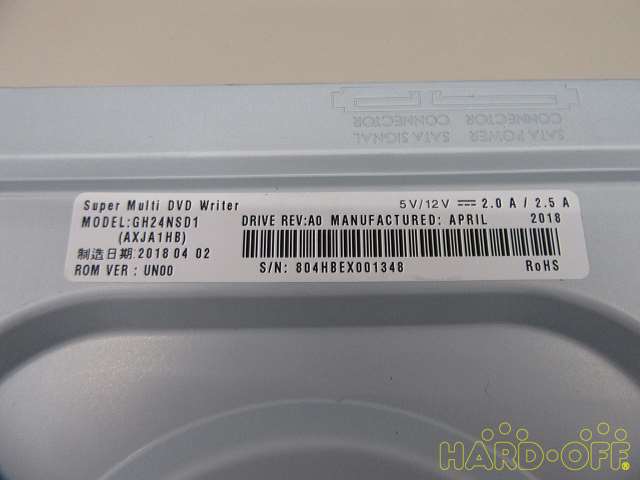 SATA SIGNAL CONNECTOR
SATA POWER CONNECTOR
Super Multi DVD Writer
5V/12V ⎓ 2.0 A / 2.5 A
MODEL:GH24NSD1
DRIVE REV:A0 MANUFACTURED: APRIL 2018
(AXJA1HB)
制造日期:2018 04 02
ROM VER : UN00
S/N: 804HBEX001348
RoHS
HARD·OFF